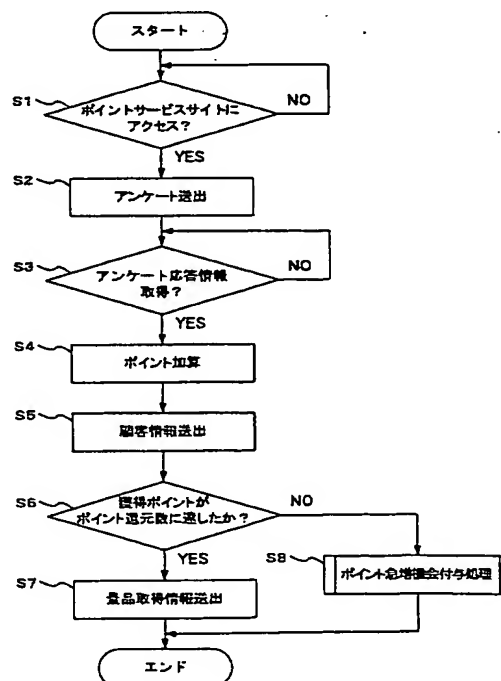 スタート
S1
ポイントサービスサイトに
アクセス?
NO
YES
S2
アンケート送出
S3
アンケート応答情報
取得?
NO
YES
S4
ポイント加算
S5
顧客情報送出
S6
獲得ポイントが
ポイント還元数に達したか?
NO
YES
S8
ポイント急増機会付与処理
S7
景品取得情報送出
エンド